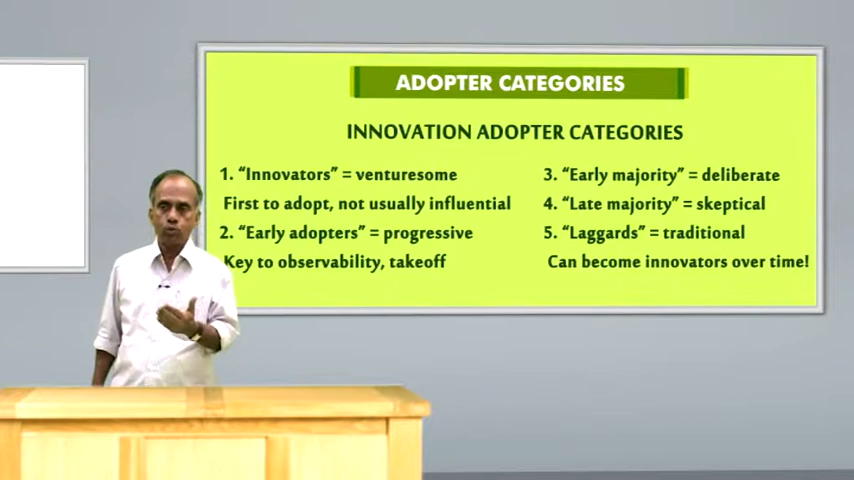 ADOPTER CATEGORIES
INNOVATION ADOPTER CATEGORIES
1. “Innovators” = venturesome
First to adopt, not usually influential
2. “Early adopters” = progressive
Key to observability, takeoff
3. “Early majority” = deliberate
4. “Late majority” = skeptical
5. “Laggards” = traditional
Can become innovators over time!